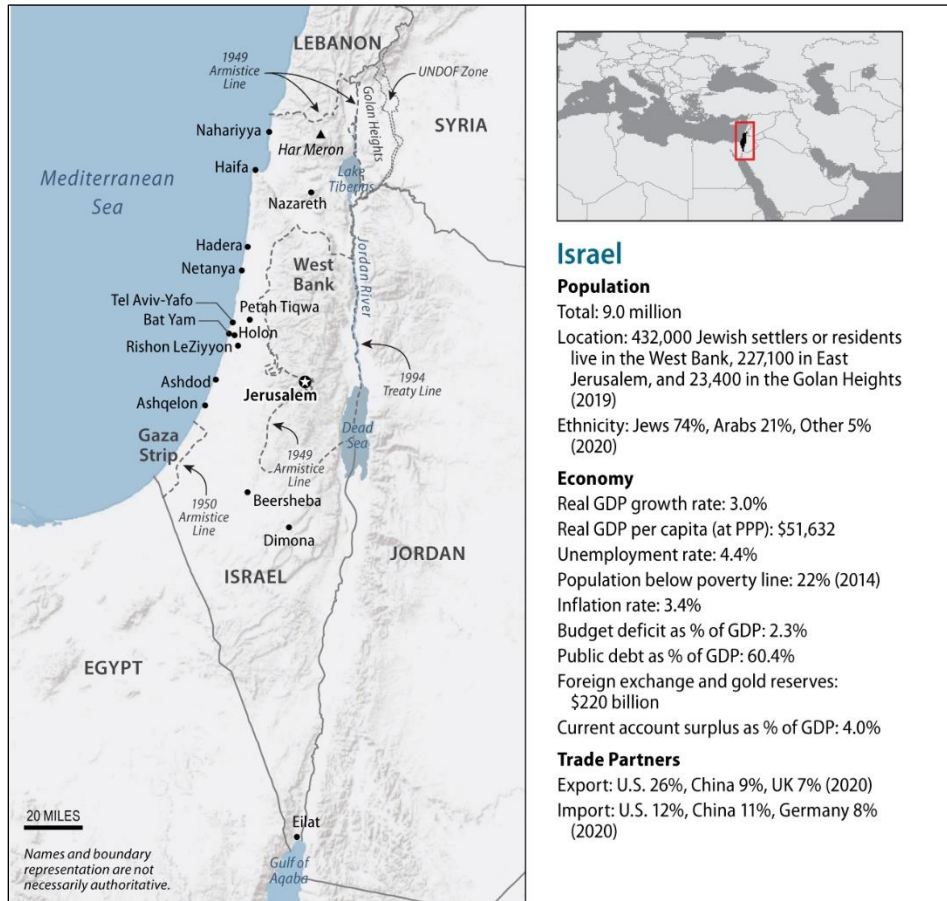 LEBANON
1949
Armistice
Line
UNDOF Zone
Golan Heights
SYRIA
Nahariyya
Har Meron
Haifa
Lake
Tiberias
Mediterranean
Sea
Nazareth
Jordan River
Hadera
West
Bank
Netanya
Tel Aviv-Yafo
Petah Tiqwa
Bat Yam
Holon
Rishon LeZiyyon
1994
Treaty Line
Ashdod
Jerusalem
Ashqelon
Dead
Sea
Gaza
Strip
1949
Armistice
Line
1950
Armistice
Line
Beersheba
Dimona
JORDAN
ISRAEL
EGYPT
20 MILES
Eilat
Names and boundary
representation are not
necessarily authoritative.
Gulf of
Aqaba
Israel
Population
Total: 9.0 million
Location: 432,000 Jewish settlers or residents
live in the West Bank, 227,100 in East
Jerusalem, and 23,400 in the Golan Heights
(2019)
Ethnicity: Jews 74%, Arabs 21%, Other 5%
(2020)
Economy
Real GDP growth rate: 3.0%
Real GDP per capita (at PPP): $51,632
Unemployment rate: 4.4%
Population below poverty line: 22% (2014)
Inflation rate: 3.4%
Budget deficit as % of GDP: 2.3%
Public debt as % of GDP: 60.4%
Foreign exchange and gold reserves:
$220 billion
Current account surplus as % of GDP: 4.0%
Trade Partners
Export: U.S. 26%, China 9%, UK 7% (2020)
Import: U.S. 12%, China 11%, Germany 8%
(2020)